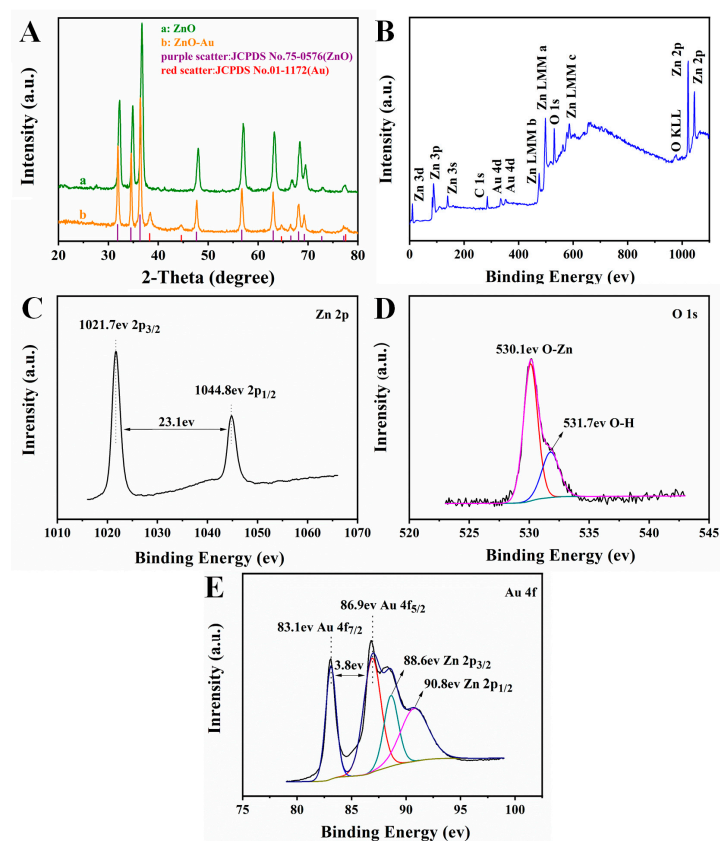 A
a: ZnO
b: ZnO-Au
purple scatter:JCPDS No.75-0576(ZnO)
red scatter:JCPDS No.01-1172(Au)
a
b
Intensity (a.u.)
20 30 40 50 60 70 80
2-Theta (degree)
B
Zn 3d
Zn 3p
Zn 3s
C 1s
Au 4d
Au 4d
Zn LMM b
Zn LMM a
O 1s
Zn LMM c
O KLL
Zn 2p
Zn 2p
Intensity (a.u.)
0 200 400 600 800 1000
Binding Energy (ev)
C
Zn 2p
1021.7ev 2p3/2
1044.8ev 2p1/2
23.1ev
Inrensity (a.u.)
1010 1020 1030 1040 1050 1060 1070
Binding Energy (ev)
D
O 1s
530.1ev O-Zn
531.7ev O-H
Inrensity (a.u.)
520 525 530 535 540 545
Binding Energy (ev)
E
Au 4f
86.9ev Au 4f5/2
83.1ev Au 4f7/2
3.8ev
88.6ev Zn 2p3/2
90.8ev Zn 2p1/2
Inrensity (a.u.)
75 80 85 90 95 100
Binding Energy (ev)